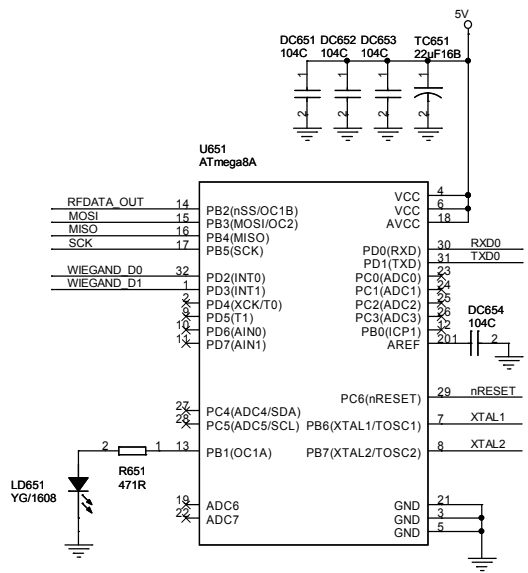 5V
DC651 DC652 DC653 TC651
104C 104C 104C 22uF16B
1 1 1 1
2 2 2 2
U651
ATmega8A
RFDATA_OUT 14 PB2(nSS/OC1B)
MOSI 15 PB3(MOSI/OC2)
MISO 16 PB4(MISO)
SCK 17 PB5(SCK)
WIEGAND_D0 32 PD2(INT0)
WIEGAND_D1 1 PD3(INT1)
2 PD4(XCK/T0)
9 PD5(T1)
10 PD6(AIN0)
11 PD7(AIN1)
27 PC4(ADC4/SDA)
28 PC5(ADC5/SCL)
2 1 13 PB1(OC1A)
R651
471R
LD651
YG/1608
19 ADC6
22 ADC7
VCC 4
VCC 6
AVCC 18
PD0(RXD) 30 RXD0
PD1(TXD) 31 TXD0
PC0(ADC0) 23
PC1(ADC1) 24
PC2(ADC2) 25
PC3(ADC3) 26
PB0(ICP1) 12
AREF 20 1 2
DC654
104C
PC6(nRESET) 29 nRESET
PB6(XTAL1/TOSC1) 7 XTAL1
PB7(XTAL2/TOSC2) 8 XTAL2
GND 21
GND 3
GND 5